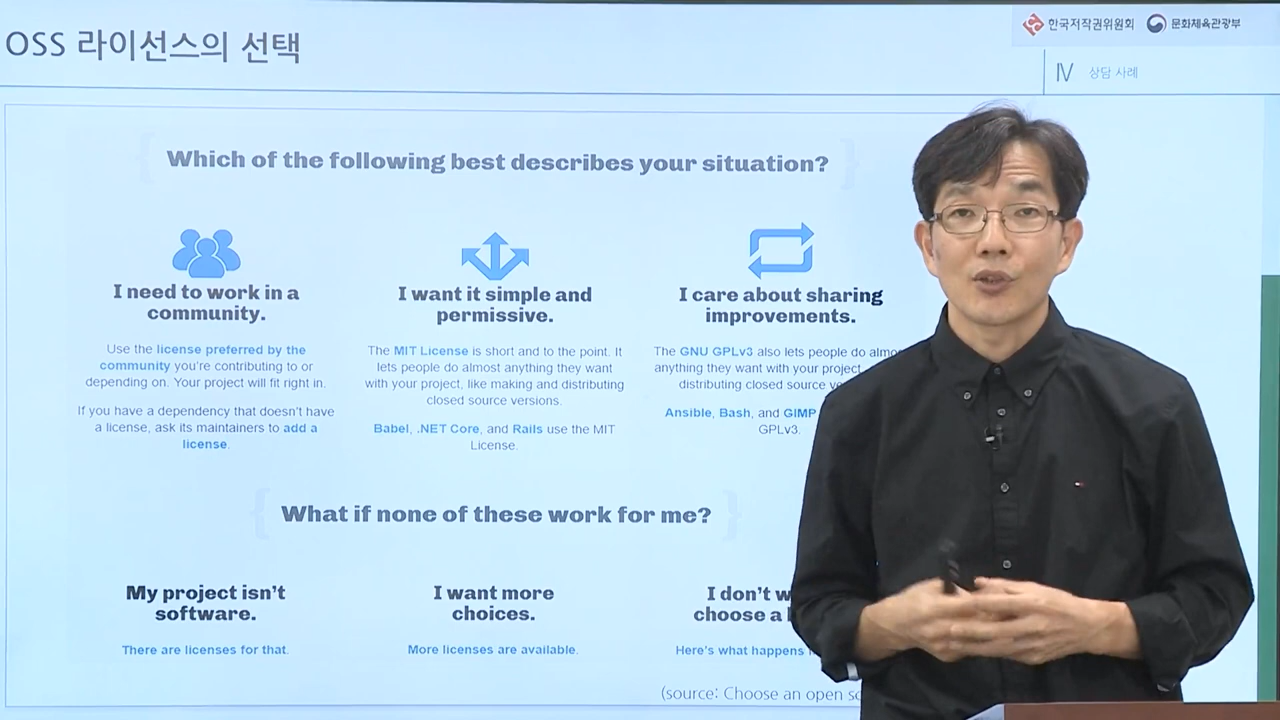 OSS 라이선스의 선택
한국저작권위원회 문화체육관광부
Ⅳ 상담 사례
Which of the following best describes your situation?
I need to work in a
community.
Use the license preferred by the
community you're contributing to or
depending on. Your project will fit right in.
If you have a dependency that doesn't have
a license, ask its maintainers to add a
license.
I want it simple and
permissive.
The MIT License is short and to the point. It
lets people do almost anything they want
with your project, like making and distributing
closed source versions.
Babel, .NET Core, and Rails use the MIT
License.
I care about sharing
improvements.
The GNU GPLv3 also lets people do
anything they want with your project
distributing closed source
Ansible, Bash, and GIMP
GPLv3.
What if none of these work for me?
My project isn't
software.
There are licenses for that.
I want more
choices.
More licenses are available.
I don't
choose a
Here's what happens
(source: Choose an open